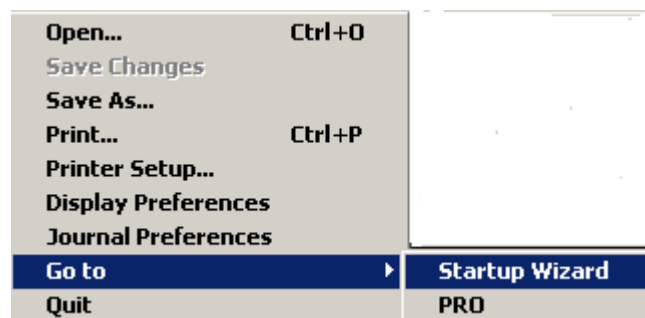 Open... Ctrl+O
Save Changes
Save As...
Print... Ctrl+P
Printer Setup...
Display Preferences
Journal Preferences
Go to Startup Wizard
Quit PRO